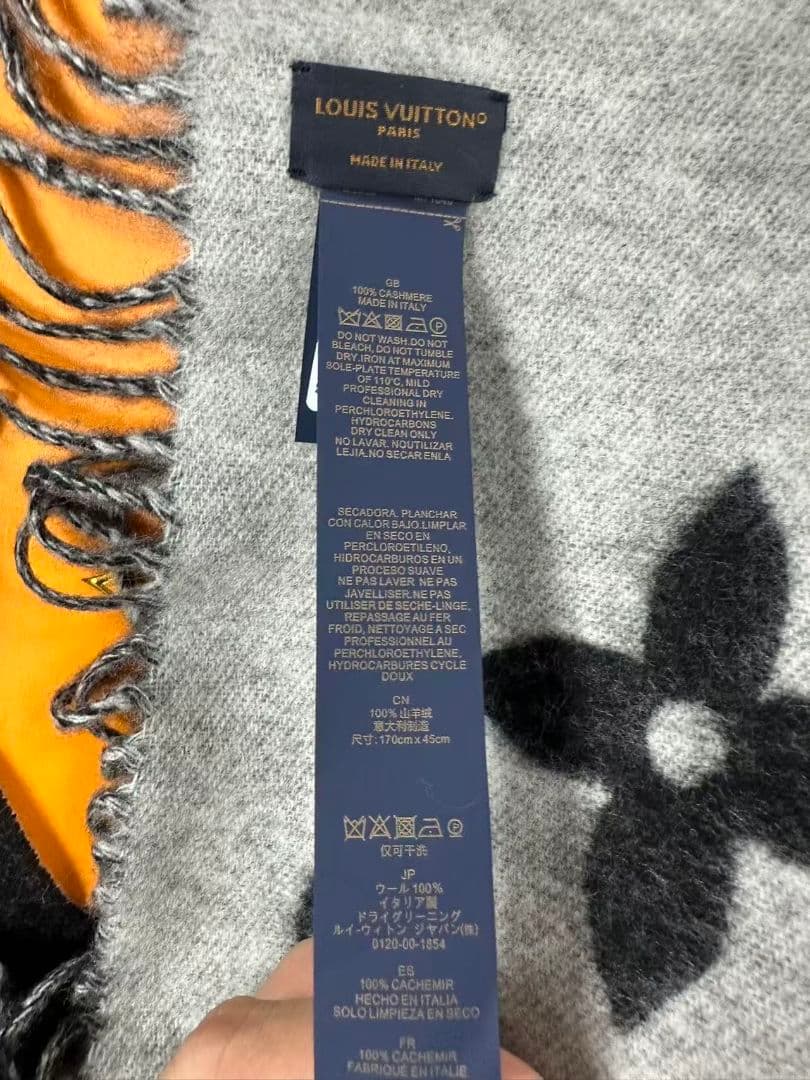 LOUIS VUITTON
PARIS
MADE IN ITALY
GB
100% CASHMERE
MADE IN ITALY
DO NOT WASH.DO NOT
BLEACH, DO NOT TUMBLE
DRY.IRON AT MAXIMUM
SOLE-PLATE TEMPERATURE
OF 110°C, MILD
PROFESSIONAL DRY
CLEANING IN
PERCHLOROETHYLENE,
HYDROCARBONS
DRY CLEAN ONLY
NO LAVAR. NOUTILIZAR
LEJIA.NO SECAR ENLA
SECADORA. PLANCHAR
CON CALOR BAJO.LIMPLAR
EN SECO EN
PERCLOROETILENO,
HIDROCARBUROS EN UN
PROCESO SUAVE
NE PAS LAVER NE PAS
JAVELLISER.NE PAS
UTILISER DE SECHE-LINGE,
REPASSAGE AU FER
FROID, NETTOYAGE A SEC
PROFESSIONNEL AU
PERCHLOROETHYLENE,
HYDROCARBURES CYCLE
DOUX
CN
100% 山羊绒
意大利制造
尺寸:170cm x 45cm
仅可干洗
JP
ウール 100%
イタリア製
ドライグリーニング
ルイ-ヴィトン ジャパン(株)
0120-00-1854
ES
100% CACHEMIR
HECHO EN ITALIA
SOLO LIMPIEZA EN SECO
FR
100% CACHEMIR
FABRIQUE EN ITALIE